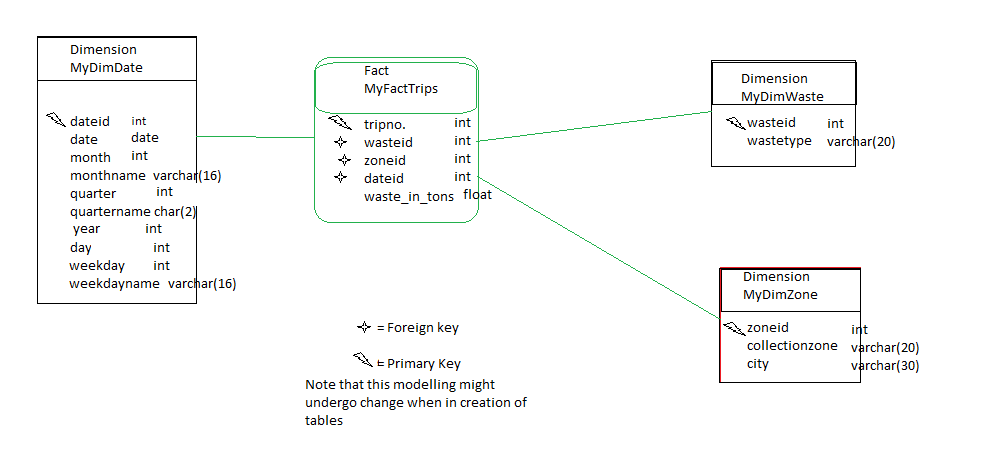 Dimension
MyDimDate
dateid int
date date
month int
monthname varchar(16)
quarter int
quartername char(2)
year int
day int
weekday int
weekdayname varchar(16)
Fact
MyFactTrips
tripno. int
wasteid int
zoneid int
dateid int
waste_in_tons float
Dimension
MyDimWaste
wasteid int
wastetype varchar(20)
Dimension
MyDimZone
zoneid int
collectionzone varchar(20)
city varchar(30)
= Foreign key
= Primary Key
Note that this modelling might
undergo change when in creation of
tables